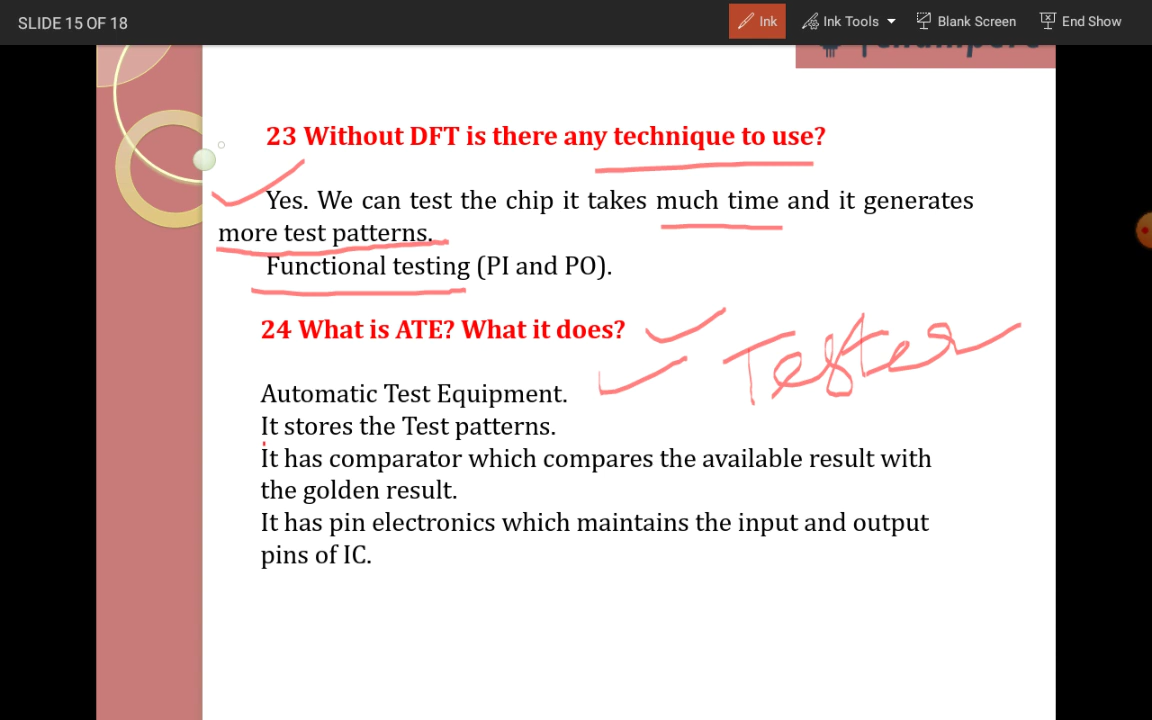 SLIDE 15 OF 18
Ink
Ink Tools
Blank Screen
End Show
23 Without DFT is there any technique to use?
Yes. We can test the chip it takes much time and it generates
more test patterns.
Functional testing (PI and PO).
24 What is ATE? What it does?
Tester
Automatic Test Equipment.
It stores the Test patterns.
It has comparator which compares the available result with
the golden result.
It has pin electronics which maintains the input and output
pins of IC.